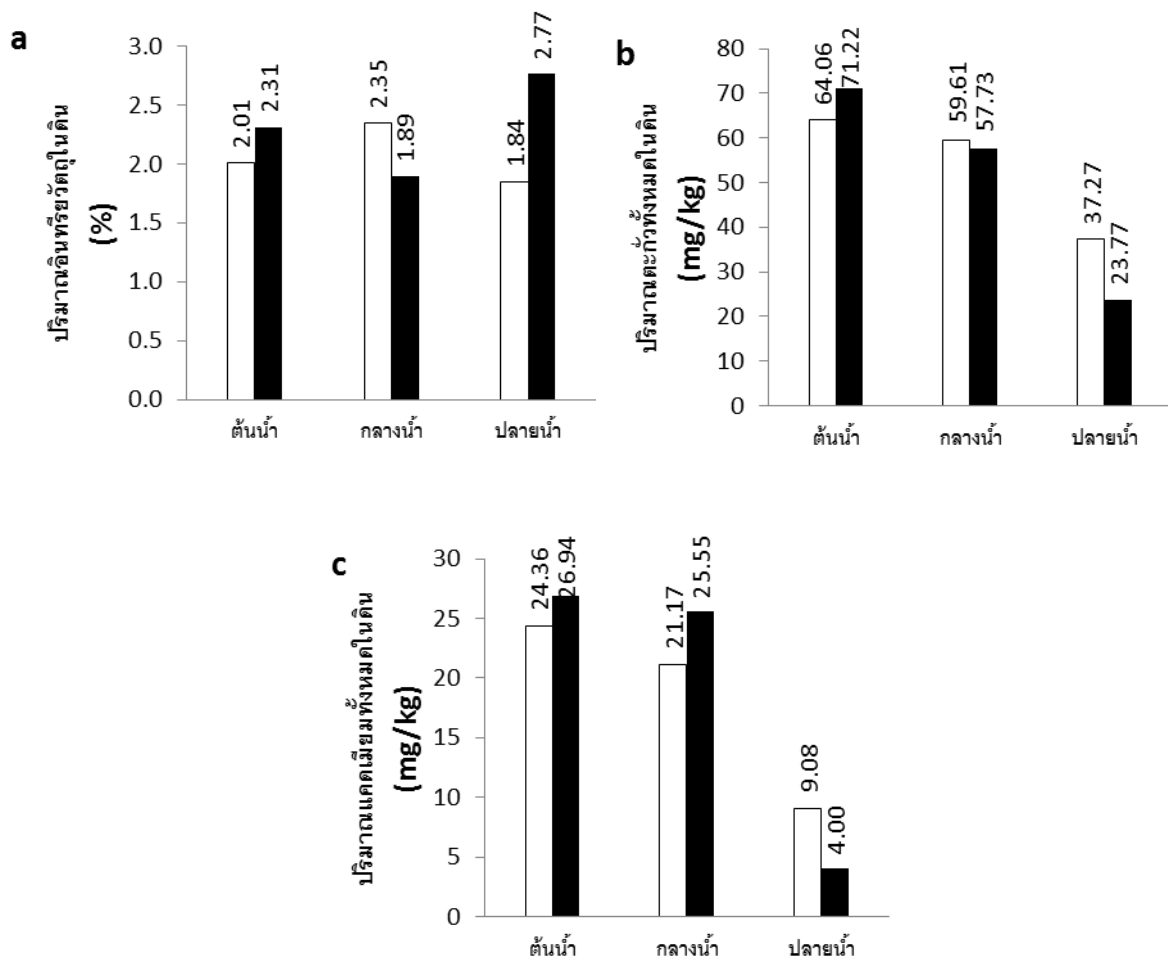 a
ปริมาณอินทรียวัตถุในดิน
(%)
3.0
2.5
2.0
1.5
1.0
0.5
0.0
2.01
2.31
2.35
1.89
1.84
2.77
ต้นน้ำ
กลางน้ำ
ปลายน้ำ
b
ปริมาณตะกั่วทั้งหมดในดิน
(mg/kg)
80
70
60
50
40
30
20
10
0
64.06
71.22
59.61
57.73
37.27
23.77
ต้นน้ำ
กลางน้ำ
ปลายน้ำ
c
ปริมาณแคดเมียมทั้งหมดในดิน
(mg/kg)
30
25
20
15
10
5
0
24.36
26.94
21.17
25.55
9.08
4.00
ต้นน้ำ
กลางน้ำ
ปลายน้ำ